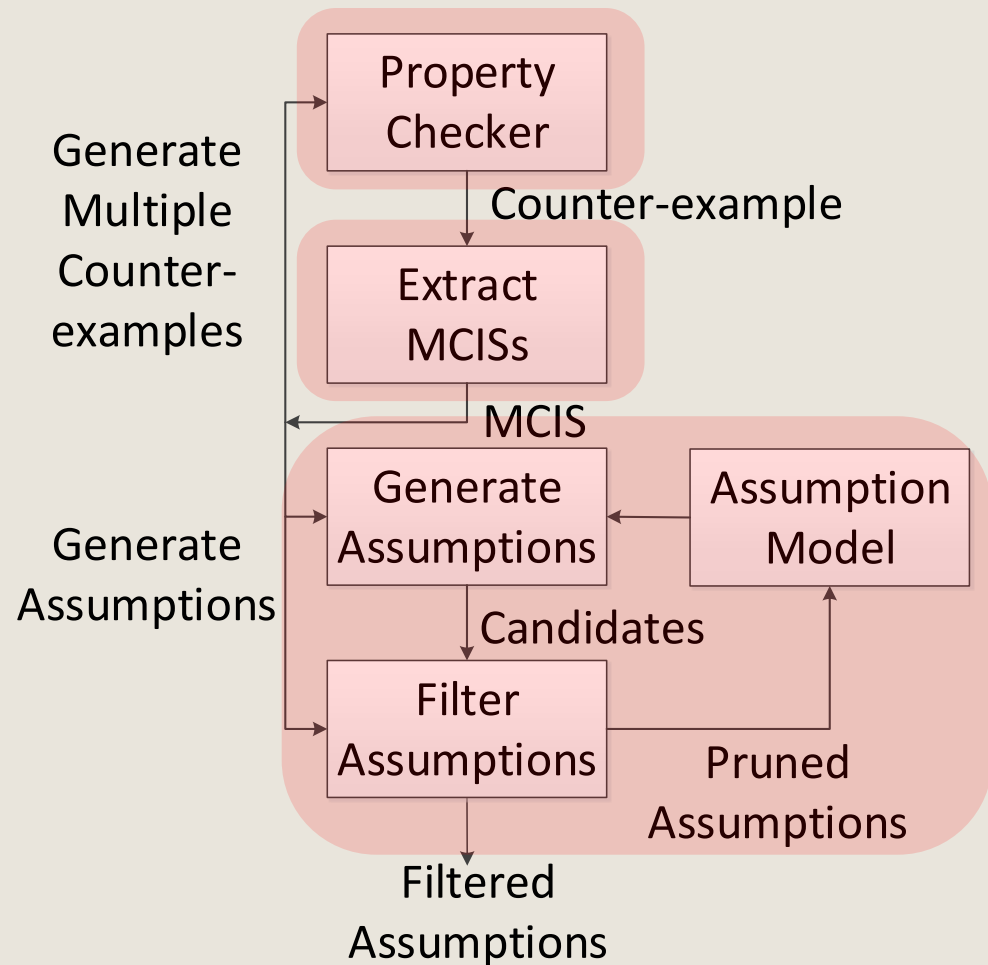 Property
Checker
Generate
Multiple
Counter-
examples
Counter-example
Extract
MCISs
MCIS
Generate
Assumptions
Assumption
Model
Generate
Assumptions
Candidates
Filter
Assumptions
Pruned
Assumptions
Filtered
Assumptions